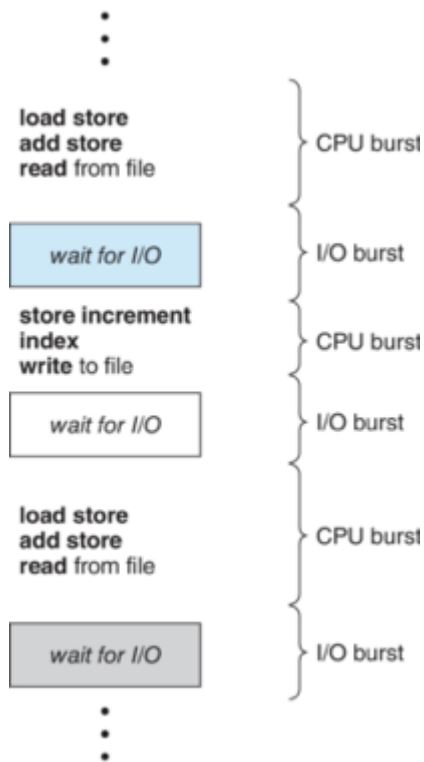 load store
add store
read from file
CPU burst
wait for I/O
I/O burst
store increment
index
write to file
CPU burst
wait for I/O
I/O burst
load store
add store
read from file
CPU burst
wait for I/O
I/O burst